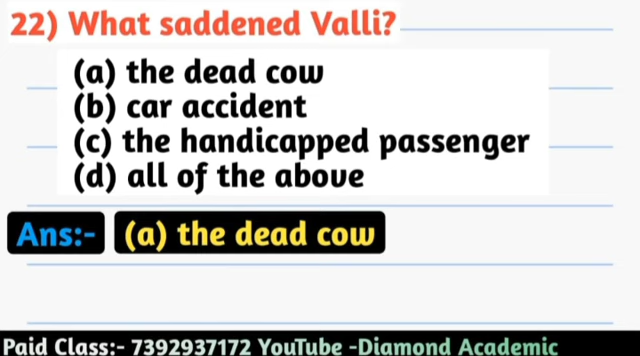 22) What saddened Valli?
(a) the dead cow
(b) car accident
(c) the handicapped passenger
(d) all of the above
Ans:- (a) the dead cow
Paid Class:- 7392937172 YouTube -Diamond Academic